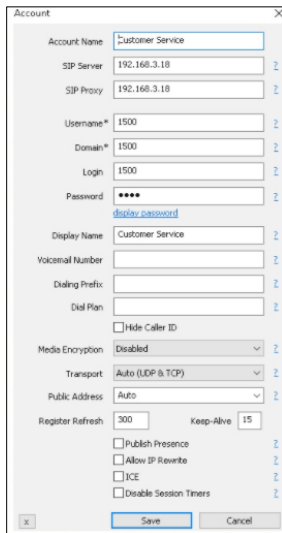 Account
Account Name Customer Service
SIP Server 192.168.3.18 ?
SIP Proxy 192.168.3.18 ?
Username* 1500 ?
Domain* 1500 ?
Login 1500 ?
Password •••• ?
display password
Display Name Customer Service ?
Voicemail Number ?
Dialing Prefix ?
Dial Plan ?
Hide Caller ID ?
Media Encryption Disabled ?
Transport Auto (UDP & TCP) ?
Public Address Auto ?
Register Refresh 300 Keep-Alive 15 ?
Publish Presence ?
Allow IP Rewrite ?
ICE ?
Disable Session Timers ?
x Save Cancel